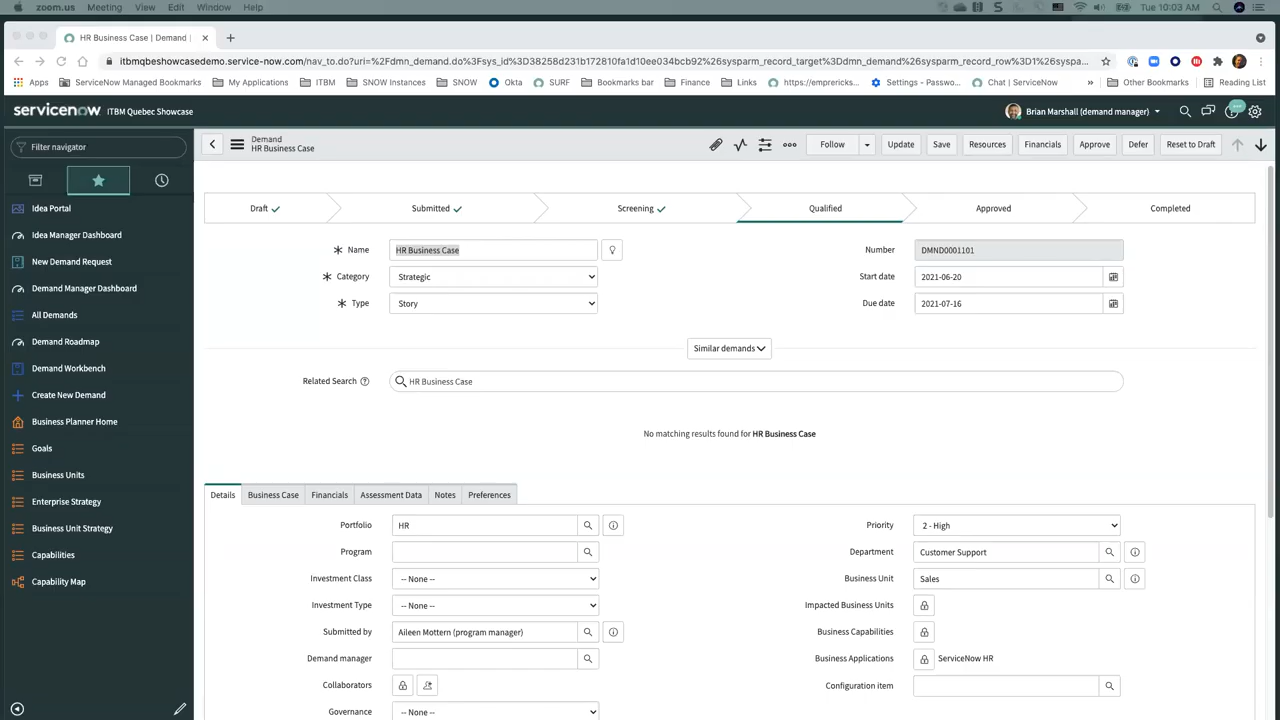 zoom.us Meeting View Edit Window Help Tue 10:03 AM
HR Business Case | Demand |
itbmqbeshowcasedemo.service-now.com/nav_to.do?uri=%2Fdmn_demand.do%3Fsys_id%3D38258d231b172810fa1d10ee034bcb92%26sysparm_record_target%3Ddmn_demand%26sysparm_record_row%3D1%26syspa...
Apps ServiceNow Managed Bookmarks My Applications ITBM SNOW Instances SNOW Okta SURF Bookmarks bar Finance Links https://emprericks... Settings - Passwo... Chat | ServiceNow » Other Bookmarks Reading List
servicenow ITBM Quebec Showcase Brian Marshall (demand manager)
Filter navigator
Idea Portal
Idea Manager Dashboard
New Demand Request
Demand Manager Dashboard
All Demands
Demand Roadmap
Demand Workbench
Create New Demand
Business Planner Home
Goals
Business Units
Enterprise Strategy
Business Unit Strategy
Capabilities
Capability Map
Demand
HR Business Case
Follow Update Save Resources Financials Approve Defer Reset to Draft
Draft Submitted Screening Qualified Approved Completed
Name HR Business Case Number DMND0001101
Category Strategic Start date 2021-06-20
Type Story Due date 2021-07-16
Similar demands
Related Search HR Business Case
No matching results found for HR Business Case
Details Business Case Financials Assessment Data Notes Preferences
Portfolio HR Priority 2 - High
Program Department Customer Support
Investment Class -- None -- Business Unit Sales
Investment Type -- None -- Impacted Business Units
Submitted by Aileen Mottern (program manager) Business Capabilities
Demand manager Business Applications ServiceNow HR
Collaborators Configuration item
Governance -- None --